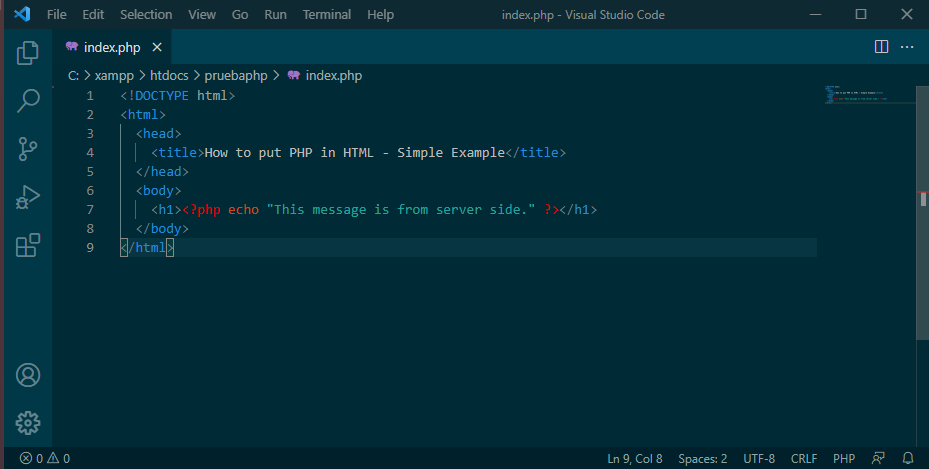 File Edit Selection View Go Run Terminal Help index.php - Visual Studio Code
index.php
C: > xampp > htdocs > pruebaphp > index.php
1 <!DOCTYPE html>
2 <html>
3 <head>
4 <title>How to put PHP in HTML - Simple Example</title>
5 </head>
6 <body>
7 <h1><?php echo "This message is from server side." ?></h1>
8 </body>
9 </html>
0 0 Ln 9, Col 8 Spaces: 2 UTF-8 CRLF PHP